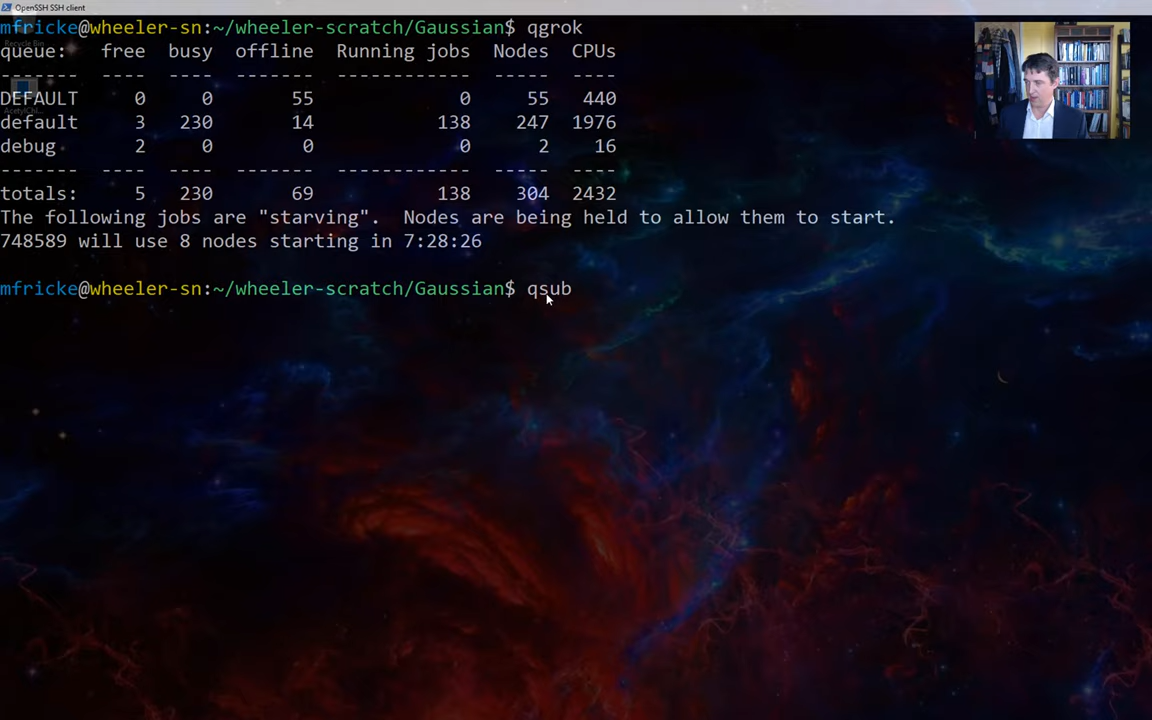 OpenSSH SSH client
mfricke@wheeler-sn:~/wheeler-scratch/Gaussian$ qgrok
Recycle Bin
queue: free busy offline Running jobs Nodes CPUs
------- ---- ---- ------- ------------ ----- ----
DEFAULT 0 0 55 0 55 440
default 3 230 14 138 247 1976
debug 2 0 0 0 2 16
------- ---- ---- ------- ------------ ----- ----
totals: 5 230 69 138 304 2432
The following jobs are "starving". Nodes are being held to allow them to start.
748589 will use 8 nodes starting in 7:28:26
mfricke@wheeler-sn:~/wheeler-scratch/Gaussian$ qsub